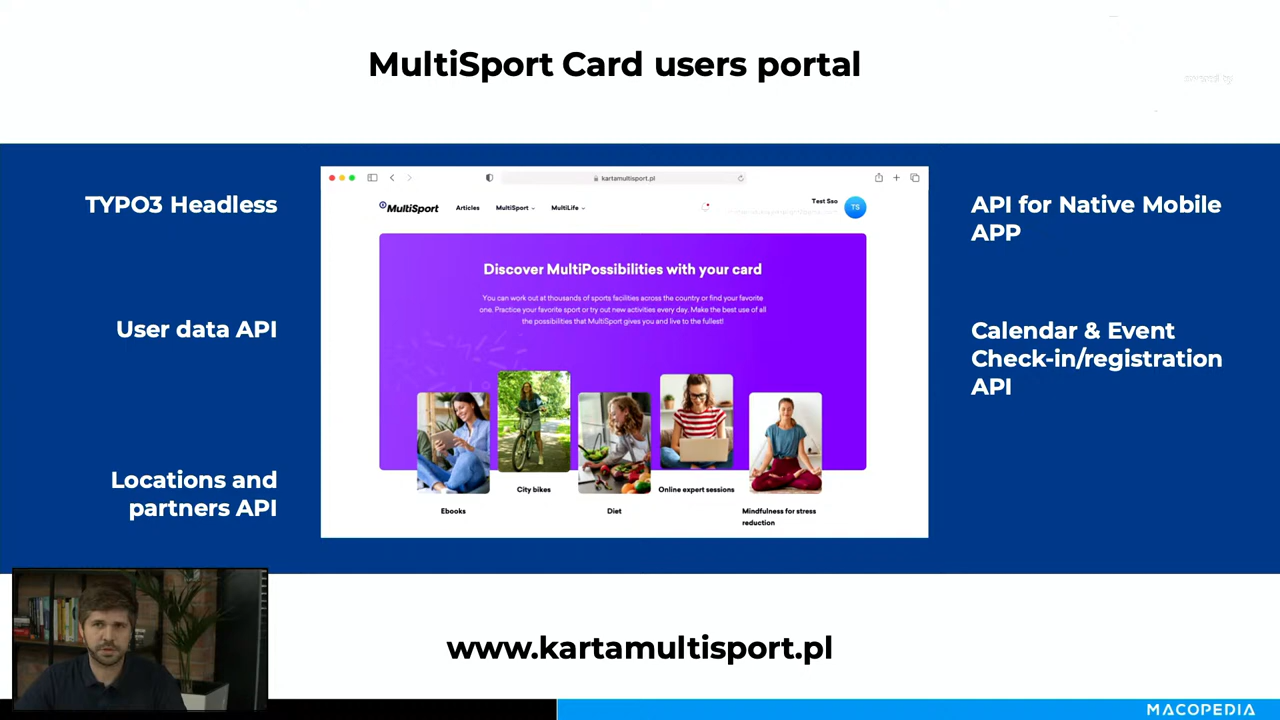 MultiSport Card users portal
powered by
TYPO3 Headless
User data API
Locations and
partners API
kartamultisport.pl
MultiSport
Articles
MultiSport
MultiLife
Test Sso
TS
Discover MultiPossibilities with your card
You can work out at thousands of sports facilities across the country or find your favorite
one. Practice your favorite sport or try out new activities every day. Make the best use of all
the possibilities that MultiSport gives you and live to the fullest!
Ebooks
City bikes
Diet
Online expert sessions
Mindfulness for stress
reduction
API for Native Mobile
APP
Calendar & Event
Check-in/registration
API
www.kartamultisport.pl
MACOPEDIA